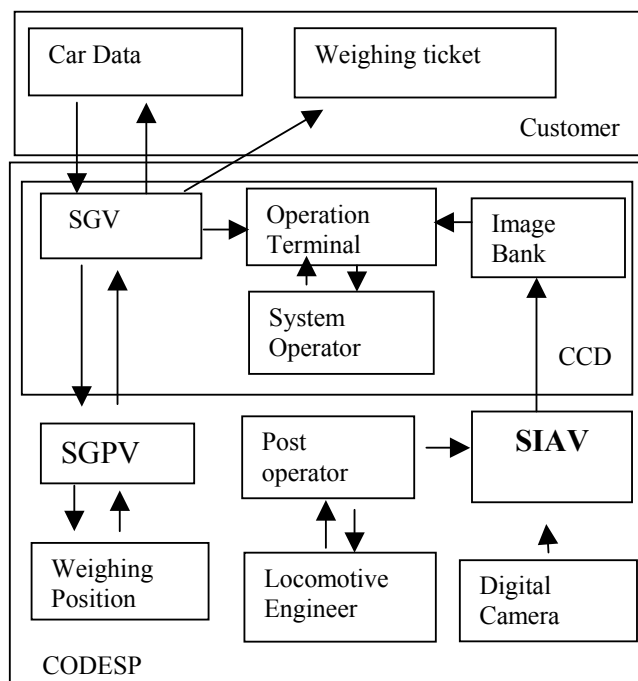 Car Data
Weighing ticket
Customer
SGV
Operation
Terminal
Image
Bank
System
Operator
CCD
SGPV
Post
operator
SIAV
Weighing
Position
Locomotive
Engineer
Digital
Camera
CODESP